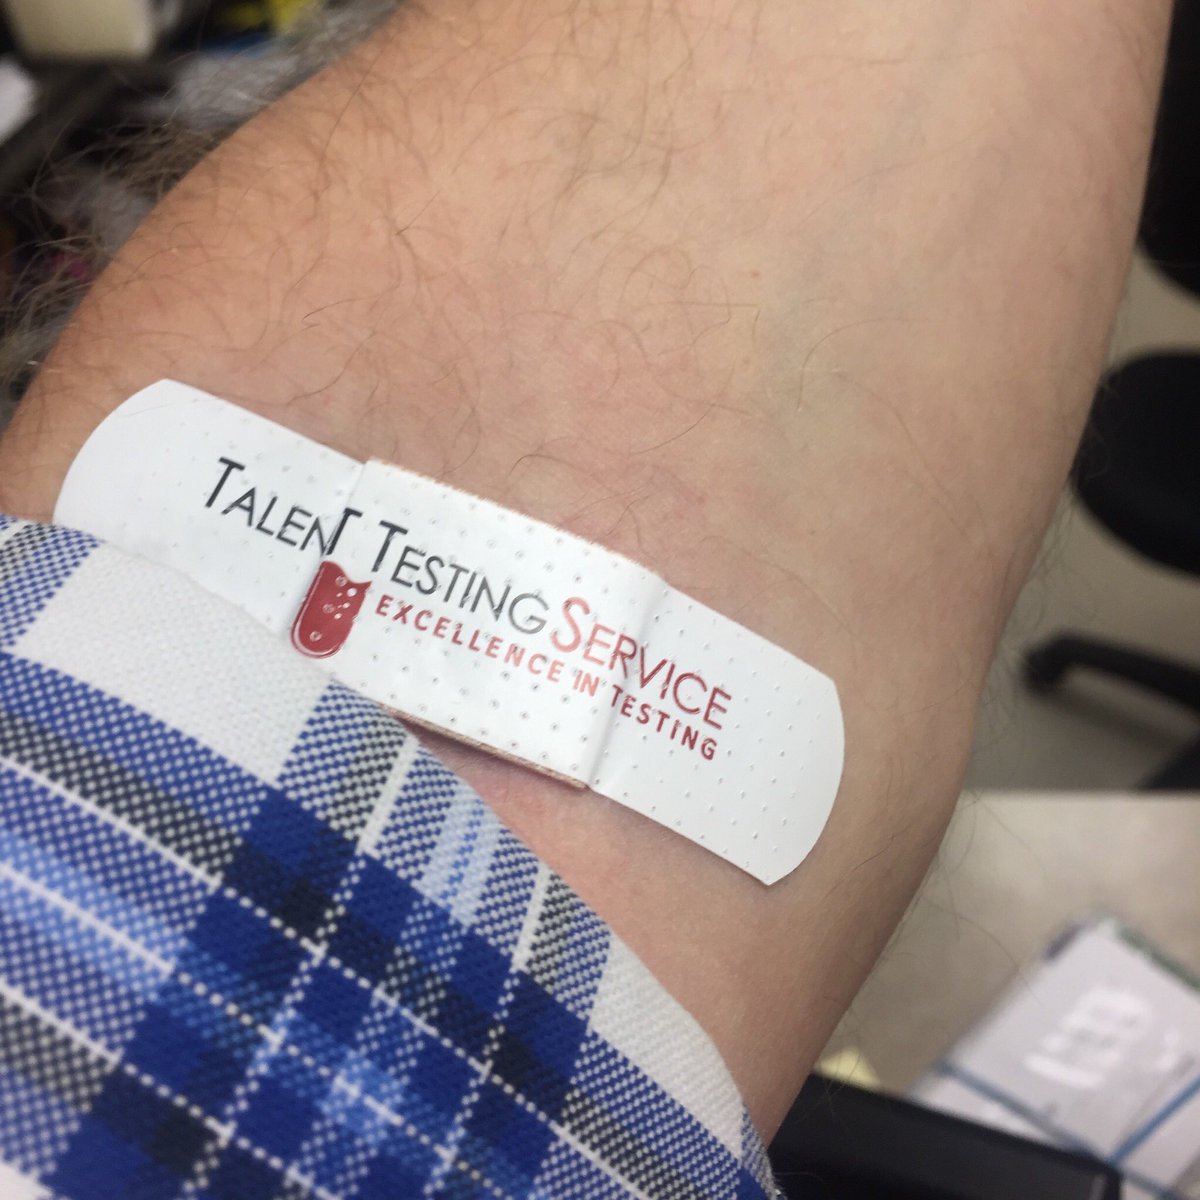 TALENT TESTING SERVICE
EXCELLENCE IN TESTING